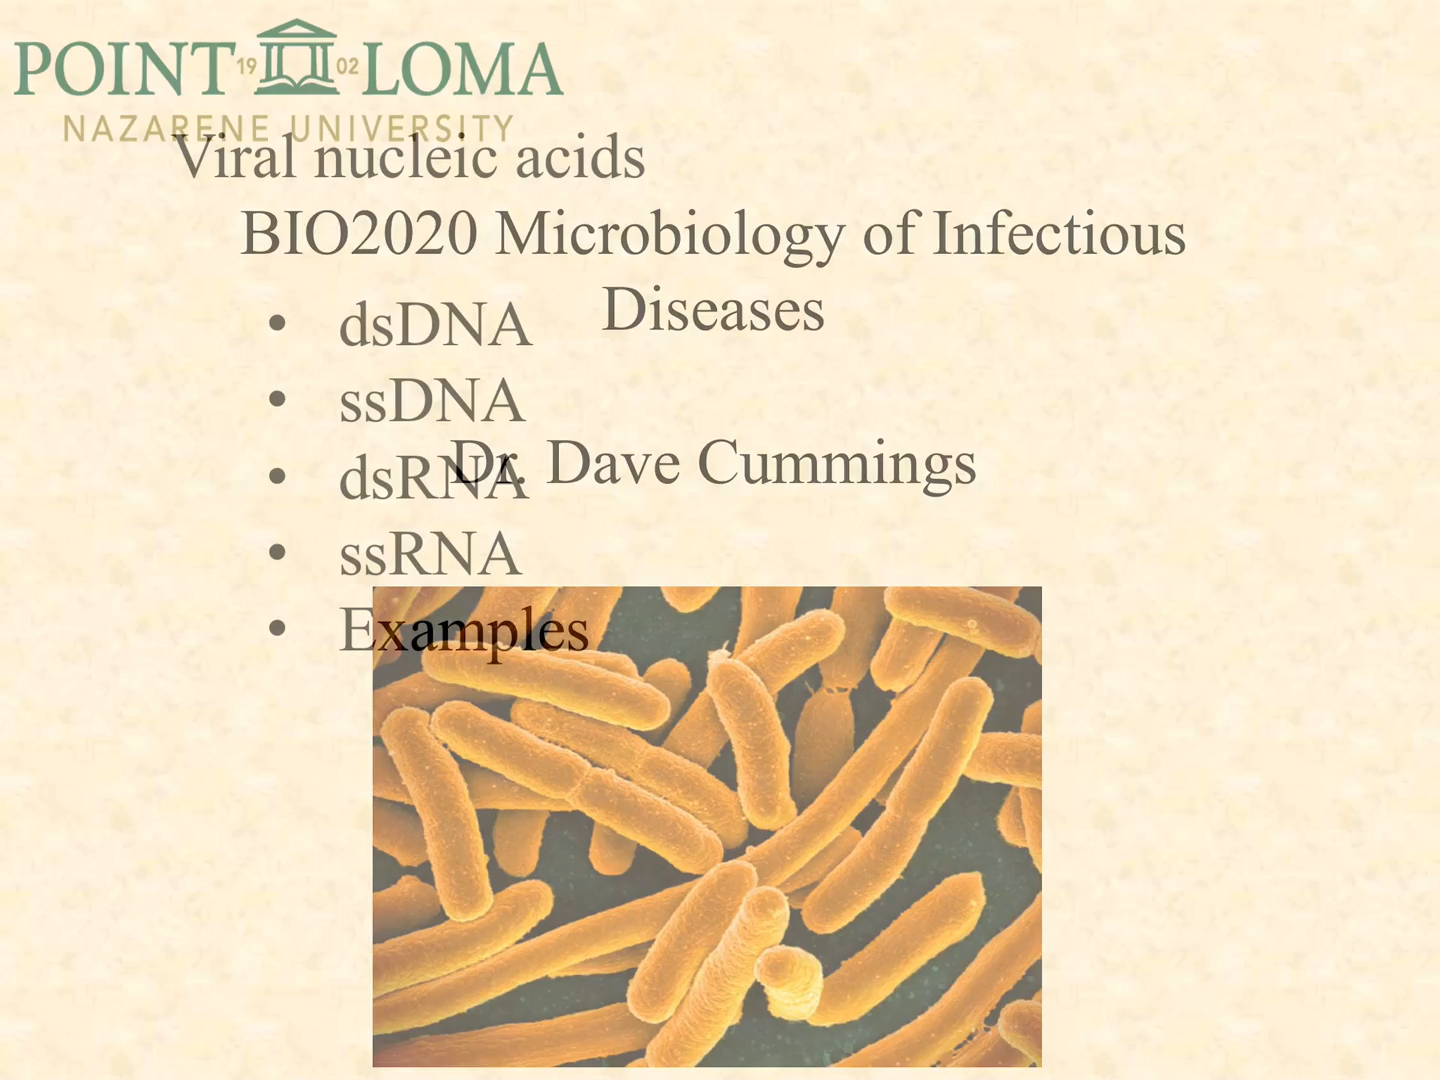 POINT 19 02 LOMA
NAZARENE UNIVERSITY
Viral nucleic acids
BIO2020 Microbiology of Infectious
Diseases
• dsDNA
• ssDNA
Dr. Dave Cummings
• dsRNA
• ssRNA
• Examples